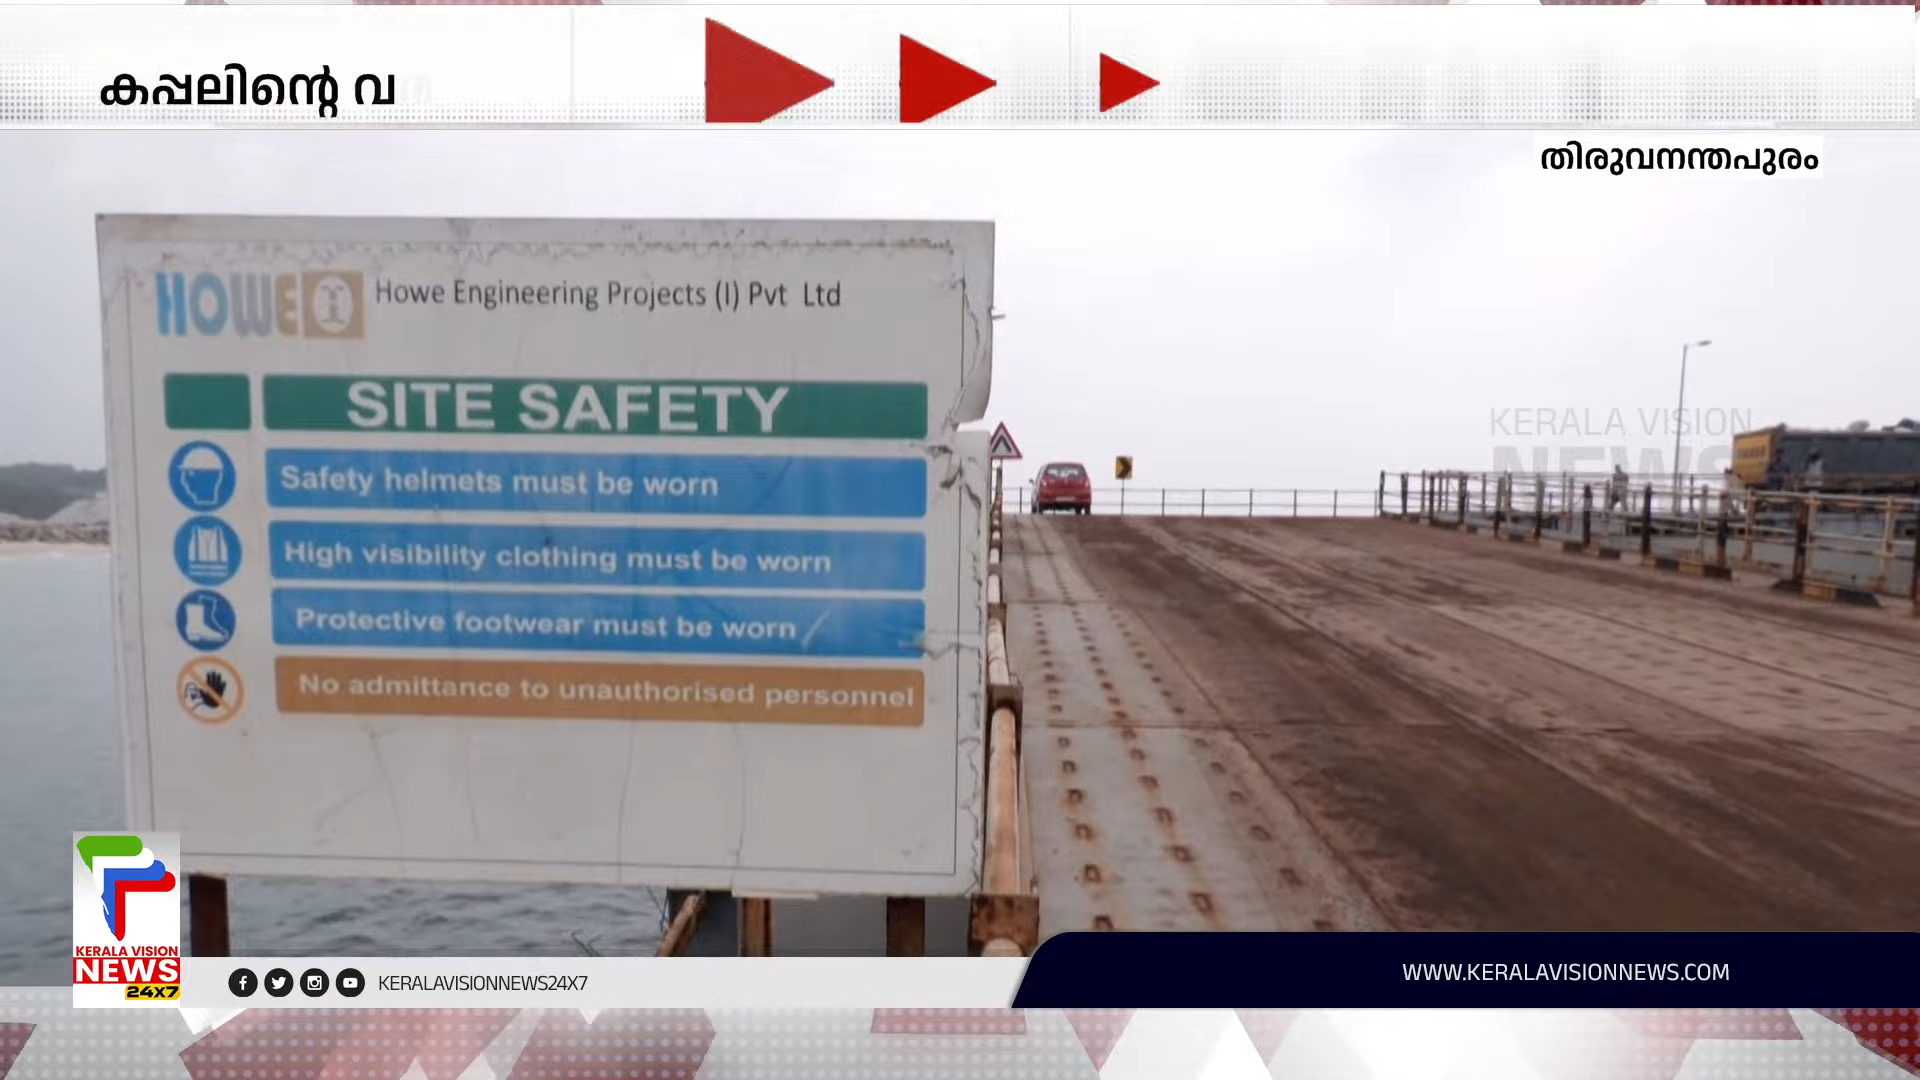 കപ്പലിന്റെ വ
തിരുവനന്തപുരം
HOWE Howe Engineering Projects (I) Pvt Ltd
SITE SAFETY
Safety helmets must be worn
High visibility clothing must be worn
Protective footwear must be worn
No admittance to unauthorised personnel
KERALA VISION
NEWS
KERALA VISION
NEWS
24X7
KERALAVISIONNEWS24X7
WWW.KERALAVISIONNEWS.COM